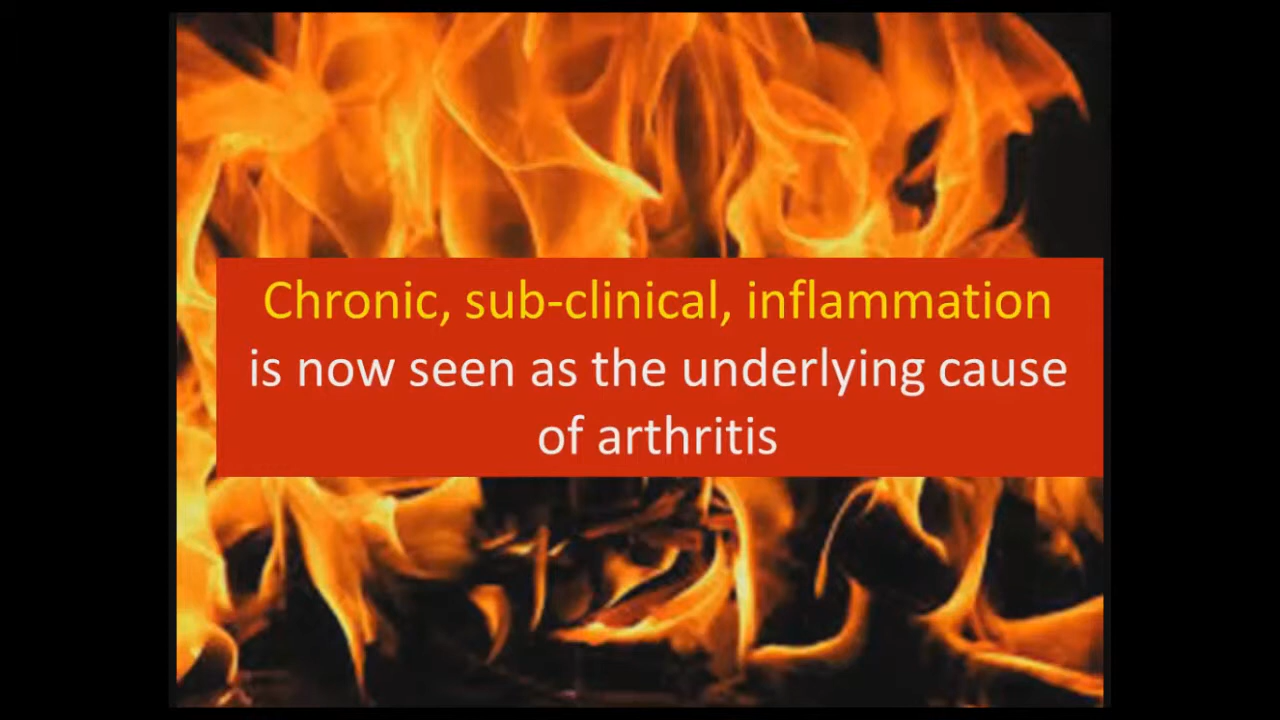 Chronic, sub-clinical, inflammation
is now seen as the underlying cause
of arthritis